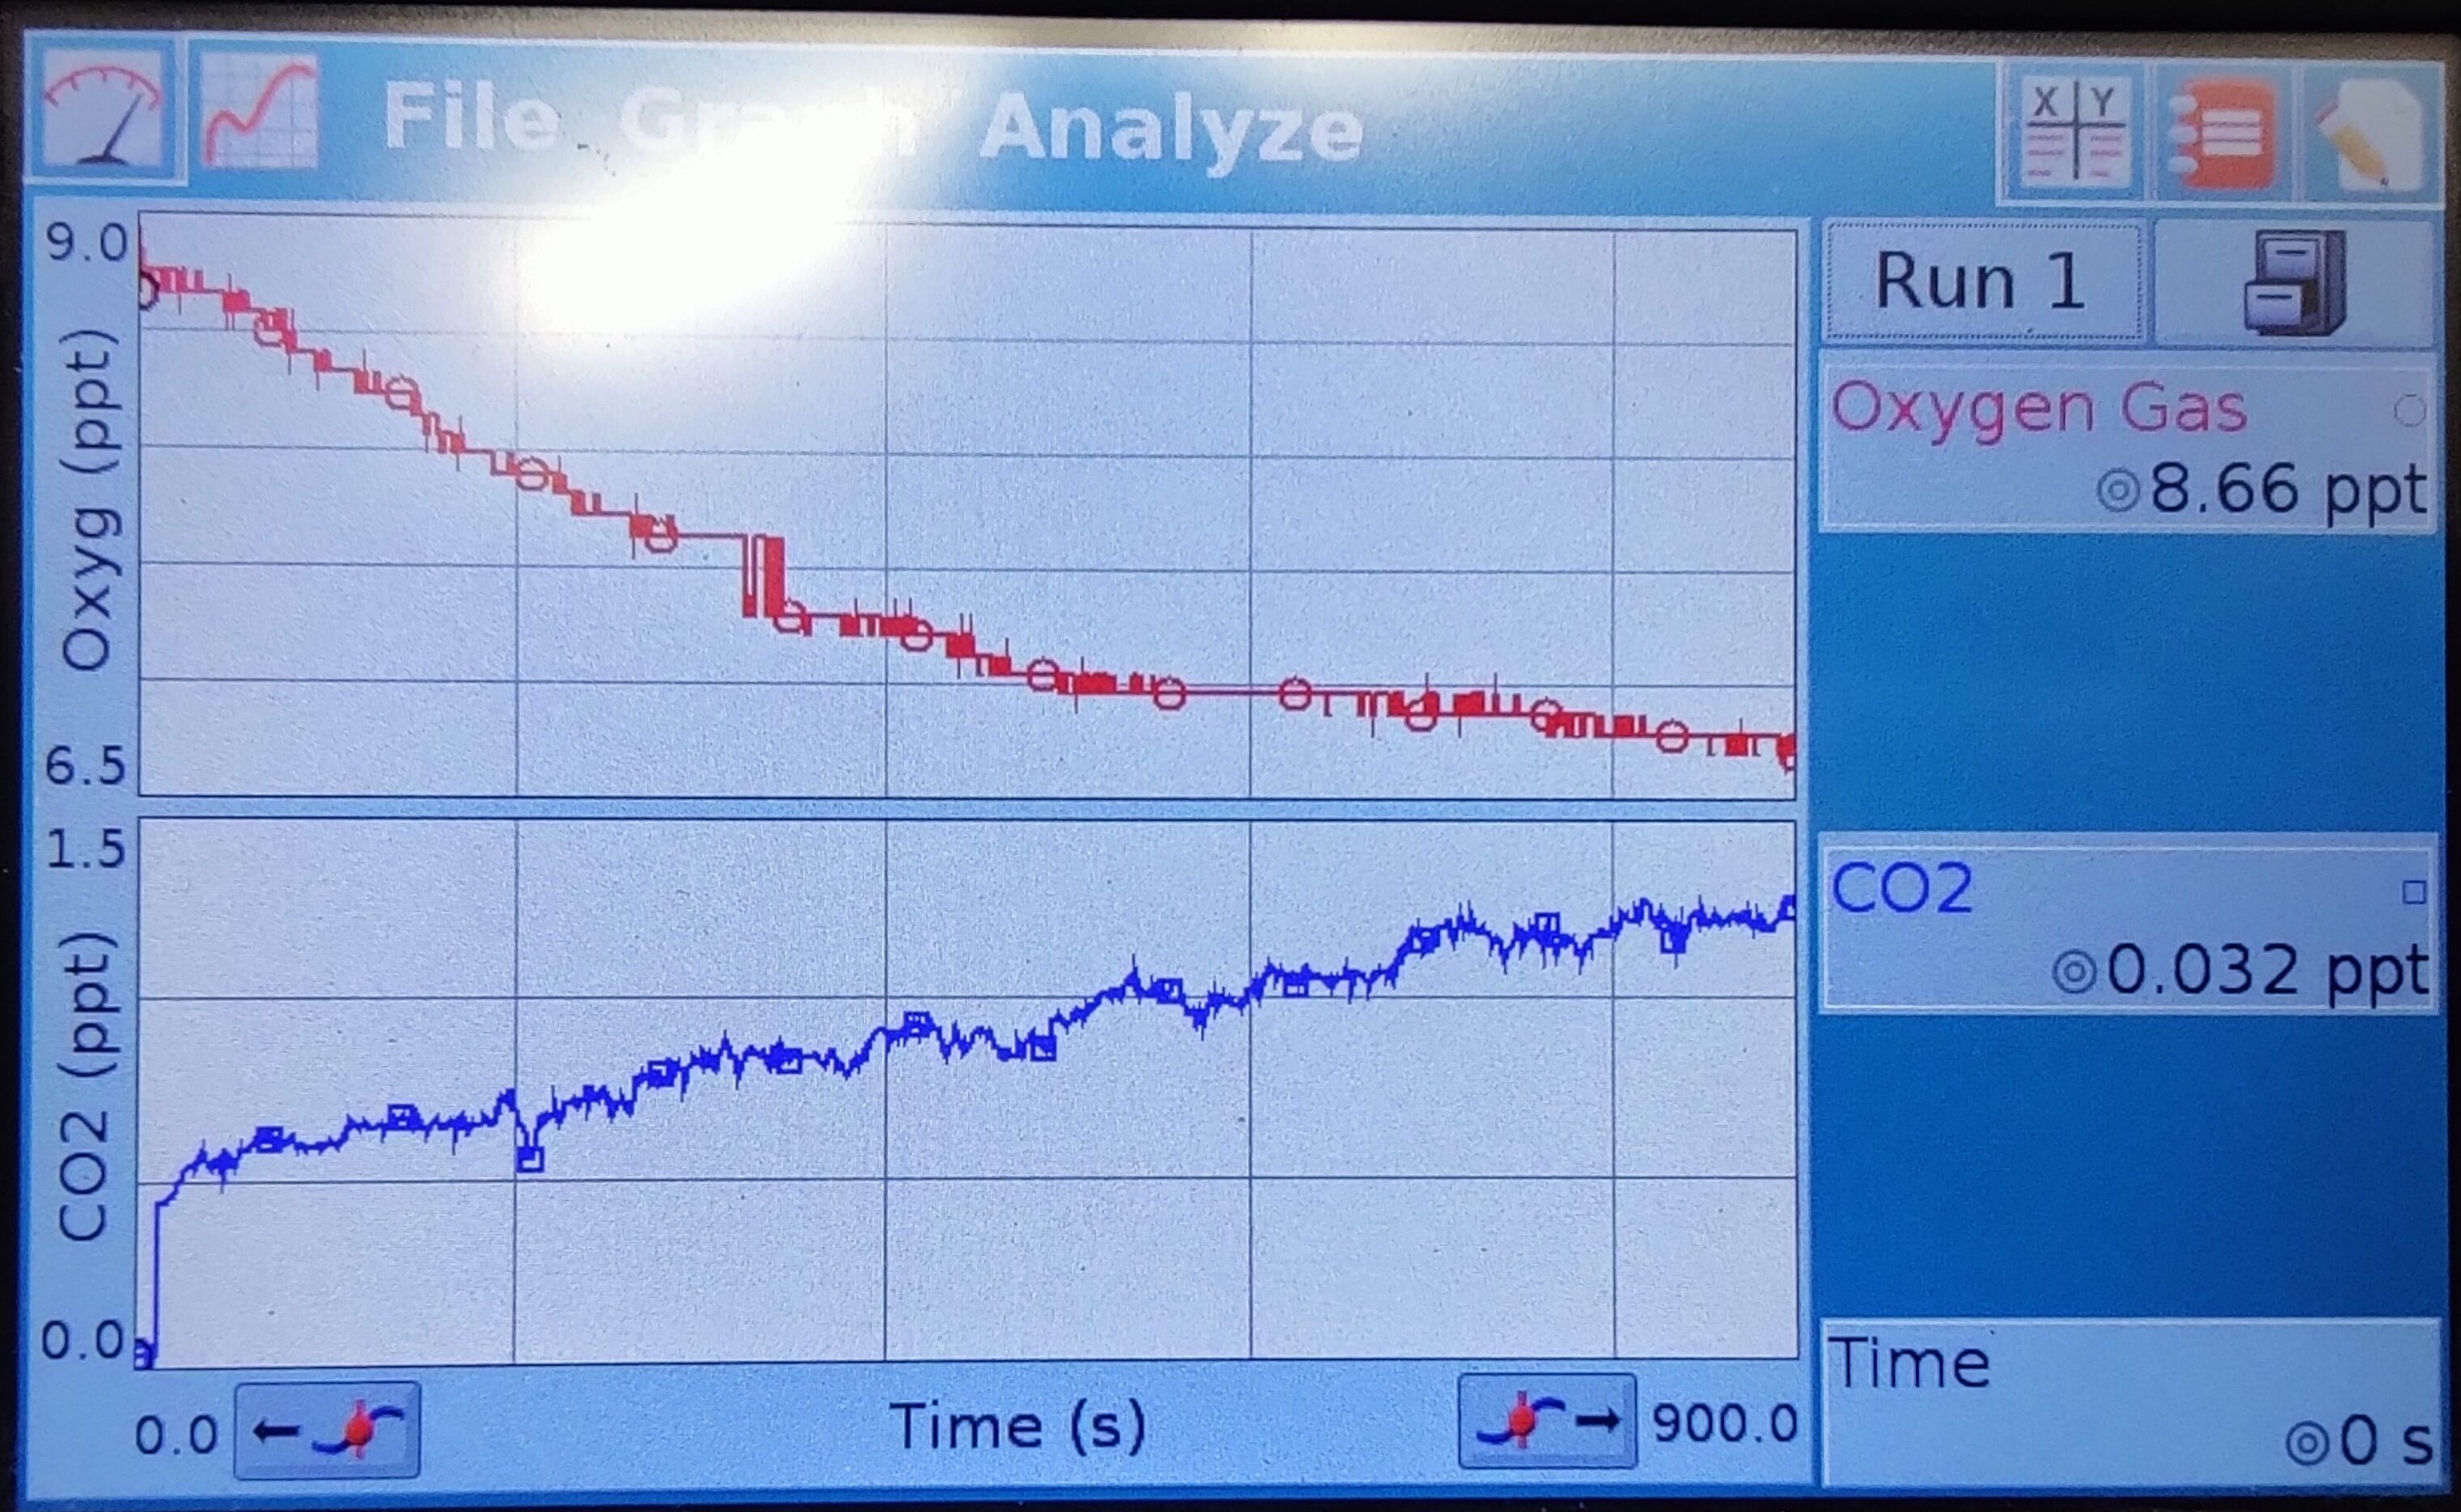 File Graph Analyze
X Y
9.0
Oxyg (ppt)
6.5
1.5
CO2 (ppt)
0.0
0.0
Time (s)
900.0
Run 1
Oxygen Gas
8.66 ppt
CO2
0.032 ppt
Time
0 s